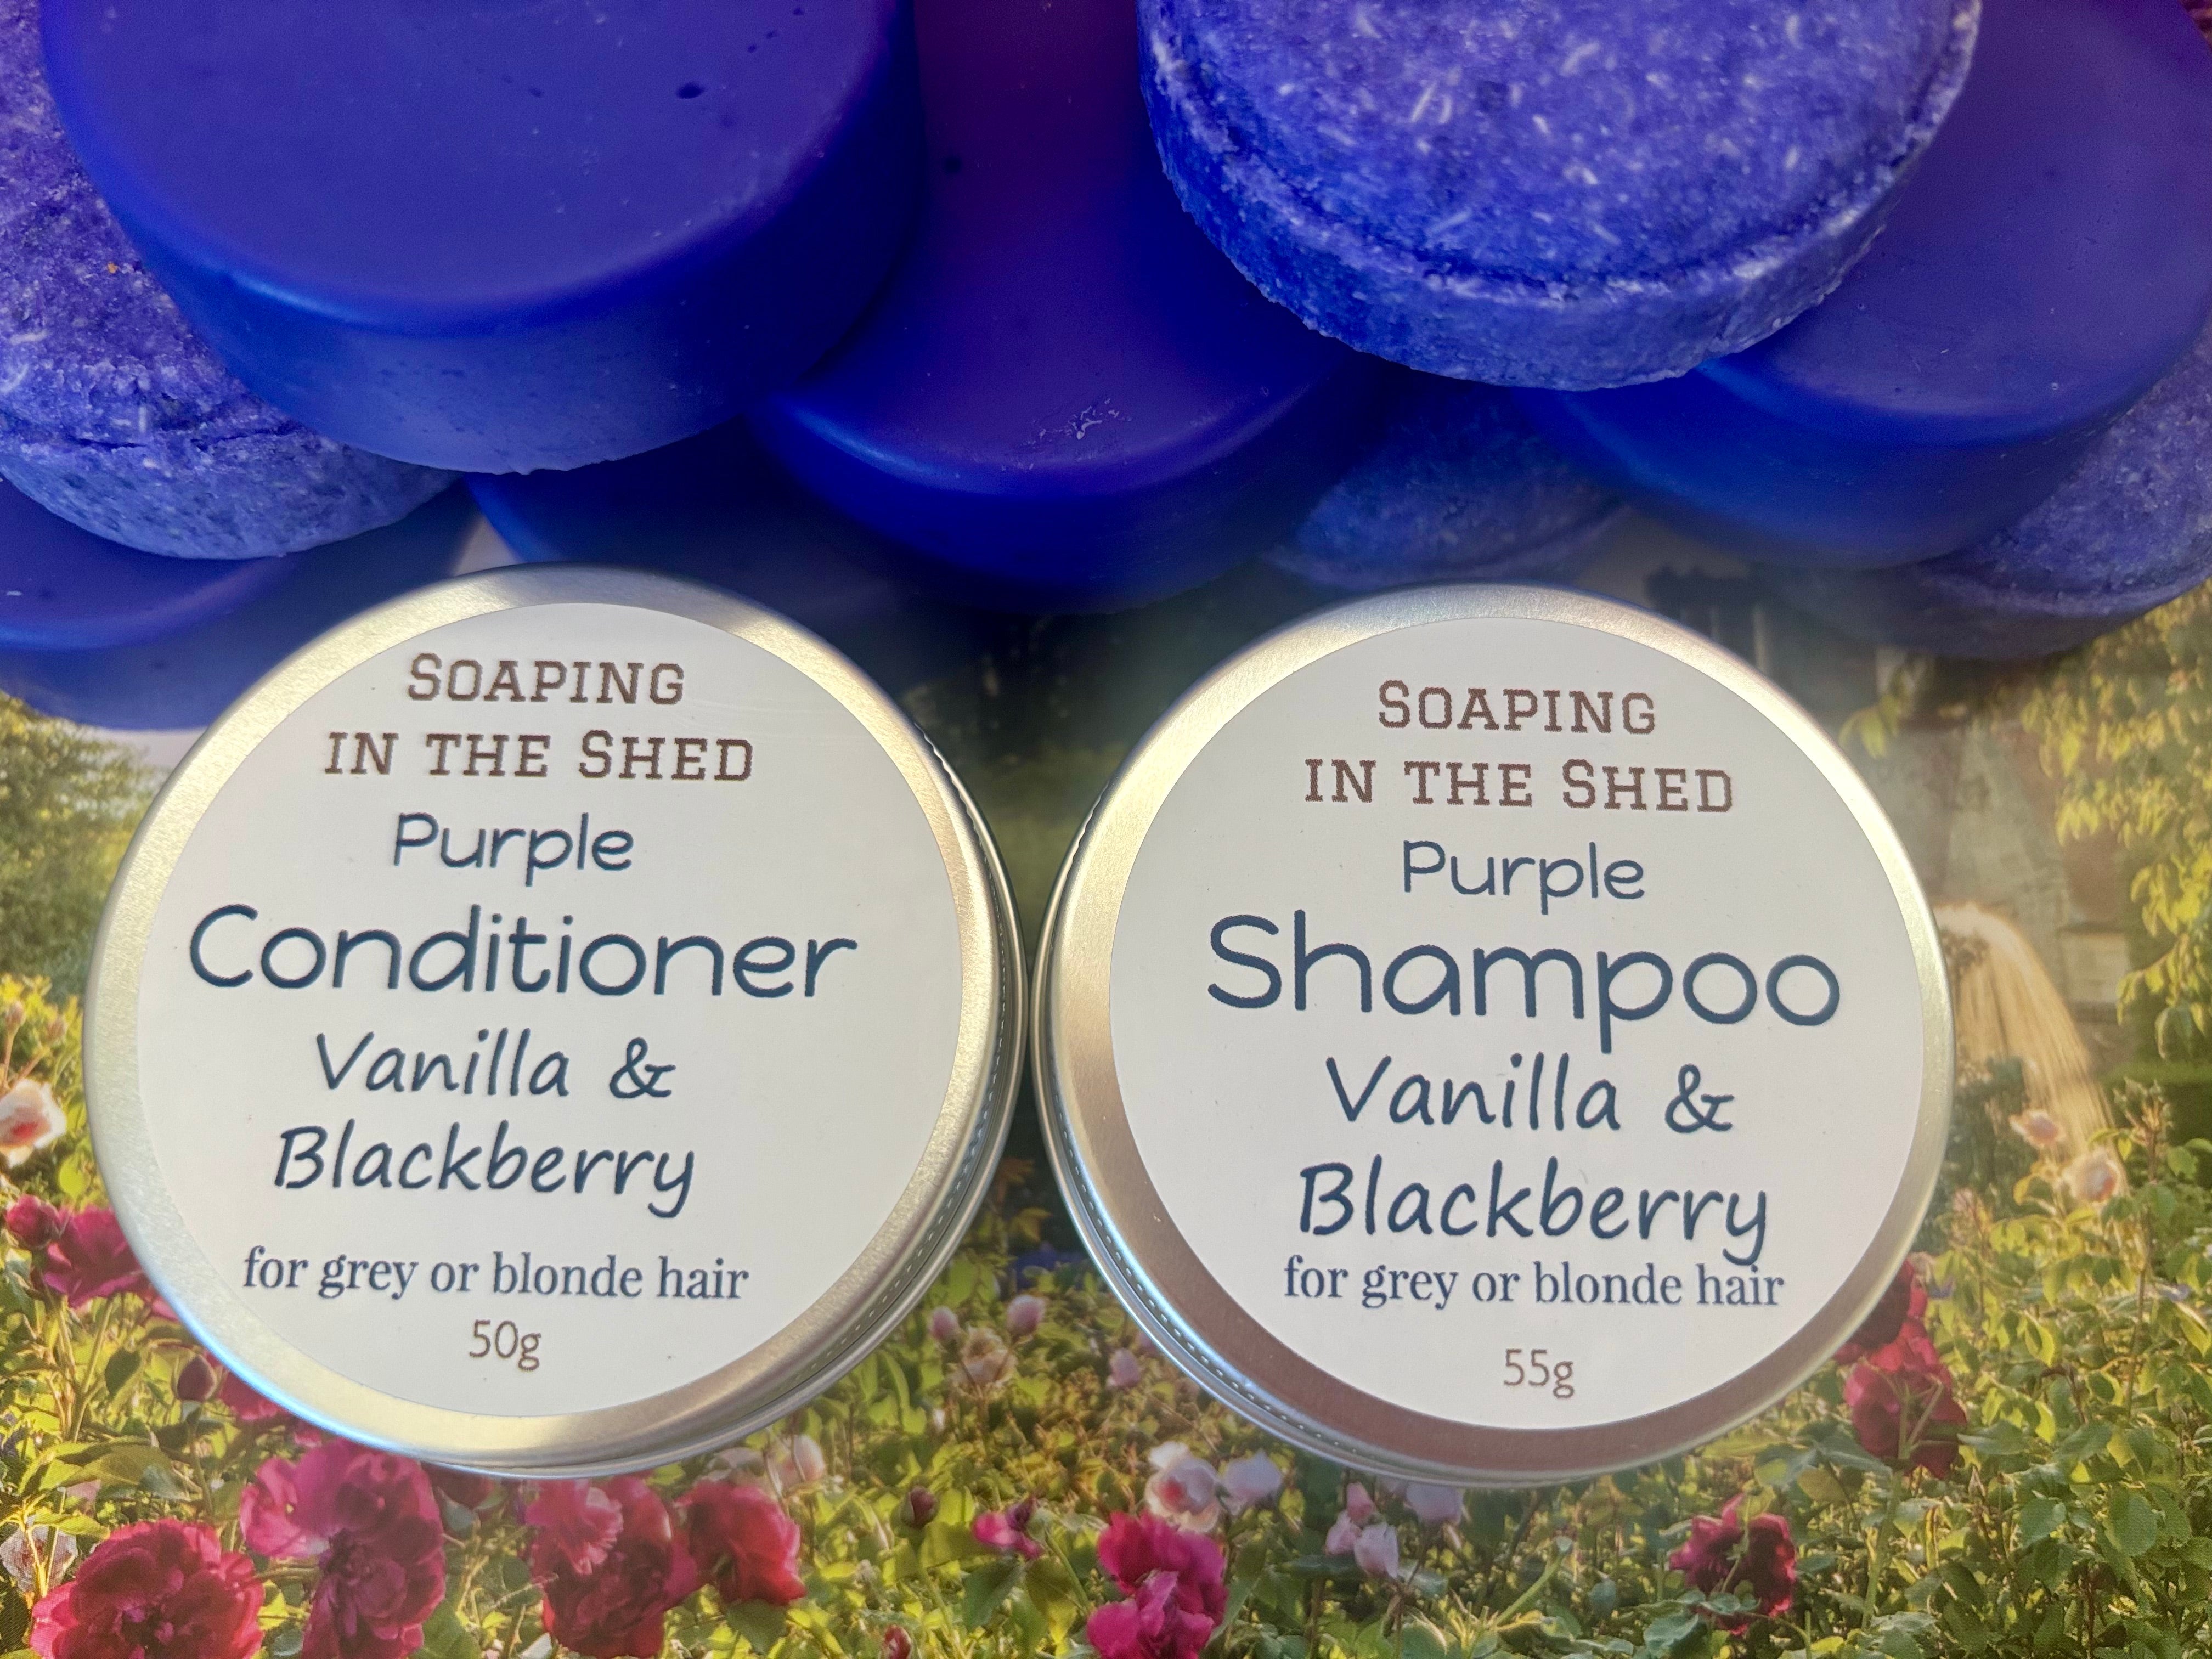 SOAPING
IN THE SHED
Purple
Conditioner
Vanilla &
Blackberry
for grey or blonde hair
50g
SOAPING
IN THE SHED
Purple
Shampoo
Vanilla &
Blackberry
for grey or blonde hair
55g